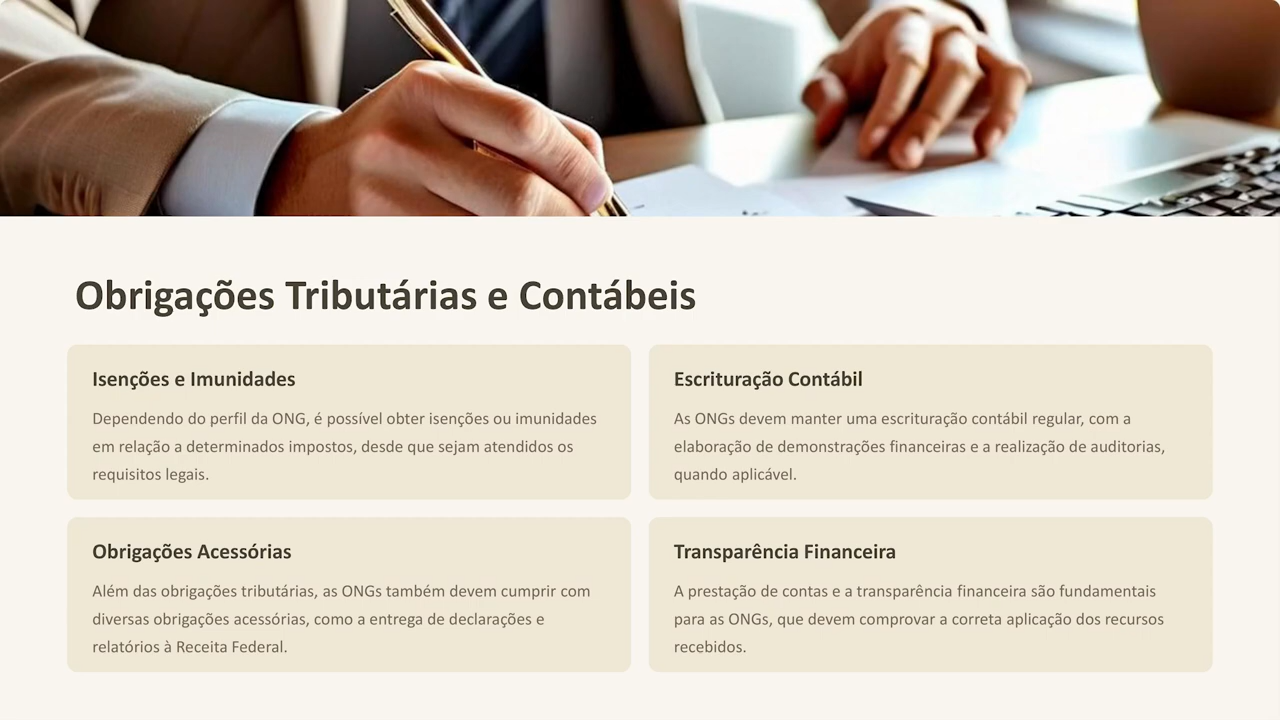 Obrigações Tributárias e Contábeis
Isenções e Imunidades
Dependendo do perfil da ONG, é possível obter isenções ou imunidades
em relação a determinados impostos, desde que sejam atendidos os
requisitos legais.
Escrituração Contábil
As ONGs devem manter uma escrituração contábil regular, com a
elaboração de demonstrações financeiras e a realização de auditorias,
quando aplicável.
Obrigações Acessórias
Além das obrigações tributárias, as ONGs também devem cumprir com
diversas obrigações acessórias, como a entrega de declarações e
relatórios à Receita Federal.
Transparência Financeira
A prestação de contas e a transparência financeira são fundamentais
para as ONGs, que devem comprovar a correta aplicação dos recursos
recebidos.